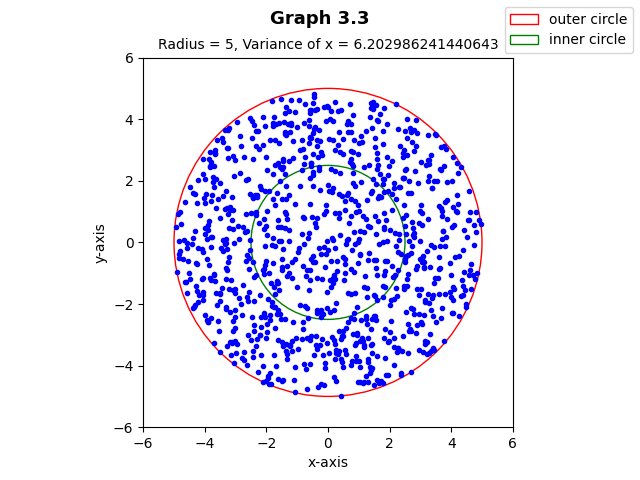 Graph 3.3
outer circle
inner circle
Radius = 5, Variance of x = 6.202986241440643
6
4
2
0
−2
−4
−6
y-axis
−6 −4 −2 0 2 4 6
x-axis